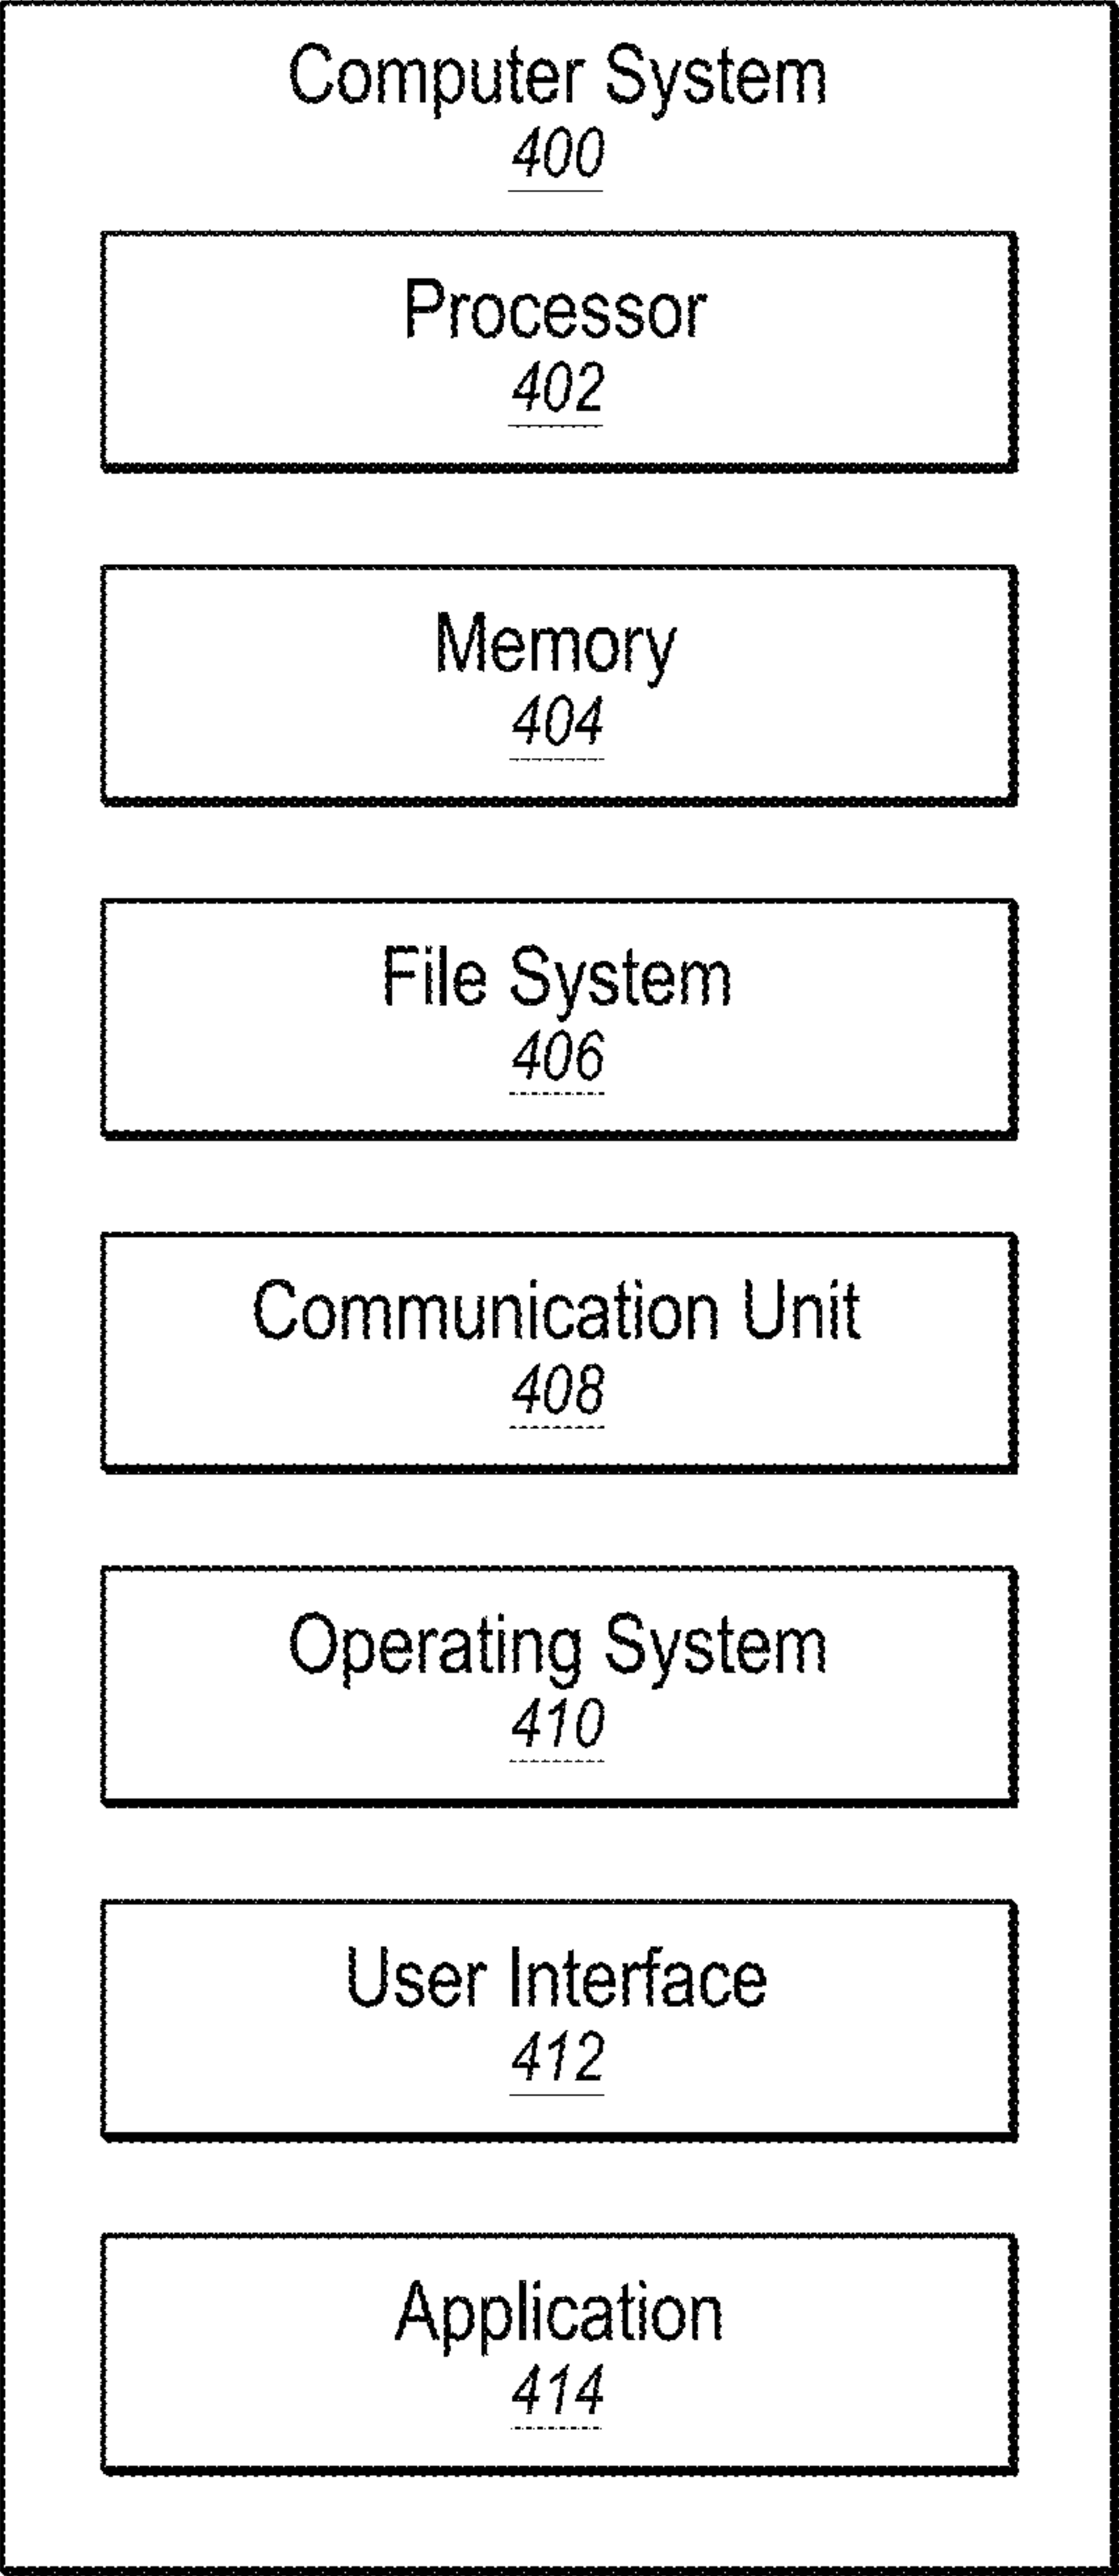 Computer System
400
Processor
402
Memory
404
File System
406
Communication Unit
408
Operating System
410
User Interface
412
Application
414